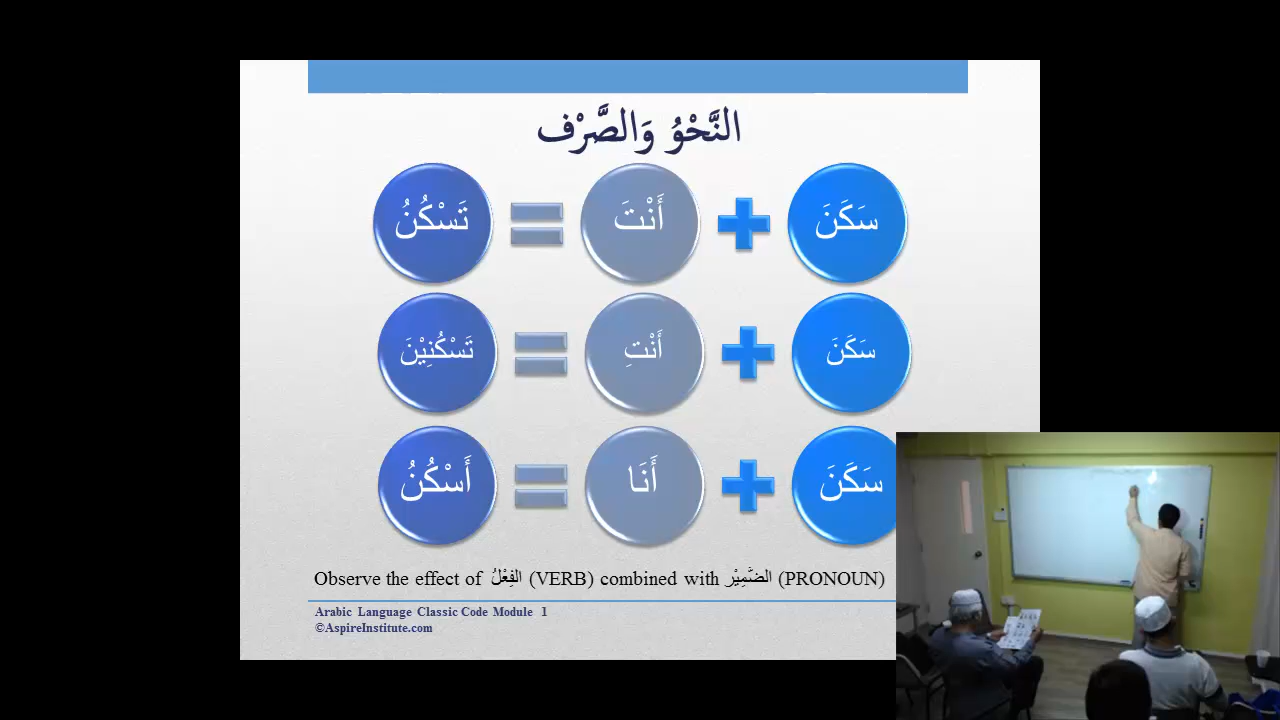 النَّحْوُ وَالصَّرْف
سَكَنَ + أَنْتَ = تَسْكُنُ
سَكَنَ + أَنْتِ = تَسْكُنِيْنَ
سَكَنَ + أَنَا = أَسْكُنُ
Observe the effect of الفِعْلُ (VERB) combined with الضَّمِيْر (PRONOUN)
Arabic Language Classic Code Module 1
©AspireInstitute.com